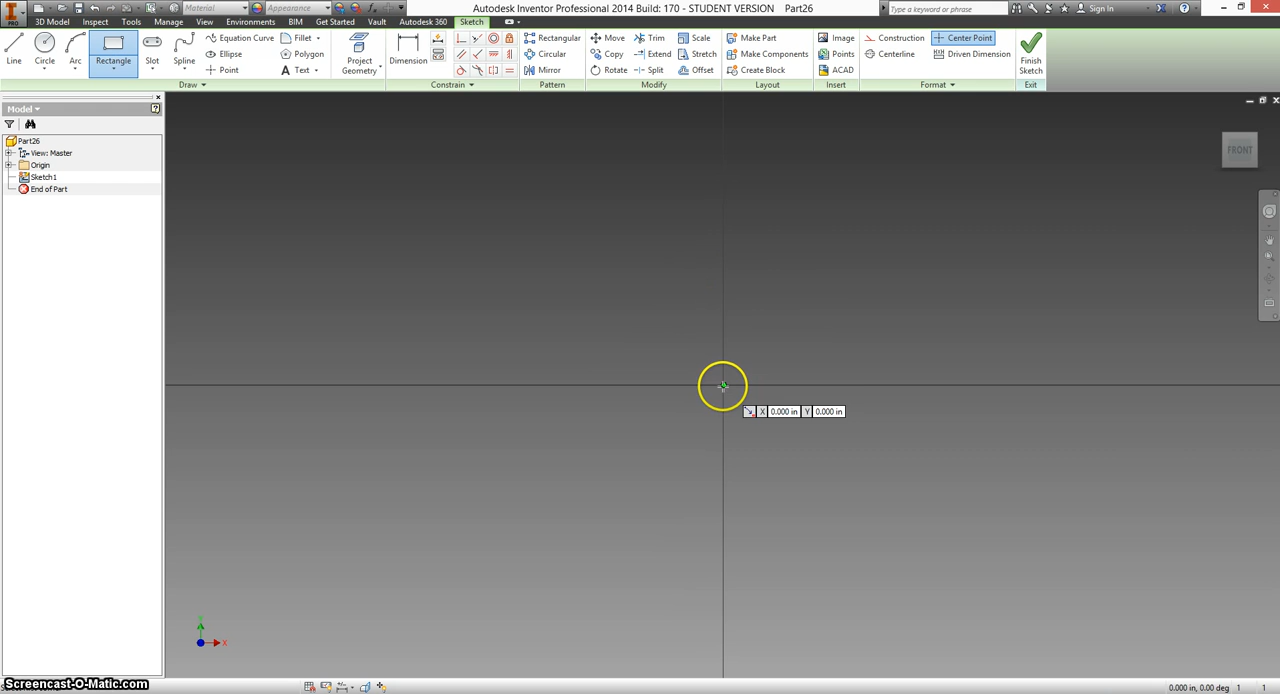 Material
Appearance
Autodesk Inventor Professional 2014 Build: 170 - STUDENT VERSION Part26
Type a keyword or phrase
Sign In
PRO
3D Model Inspect Tools Manage View Environments BIM Get Started Vault Autodesk 360 Sketch
Line Circle Arc Rectangle Slot Spline
Equation Curve Fillet
Ellipse Polygon
Point Text
Project Geometry
Dimension
Rectangular
Circular
Mirror
Move Trim Scale
Copy Extend Stretch
Rotate Split Offset
Make Part
Make Components
Create Block
Image
Points
ACAD
Construction Center Point
Centerline Driven Dimension
Finish Sketch
Draw Constrain Pattern Modify Layout Insert Format Exit
Model
Part26
View: Master
Origin
Sketch1
End of Part
FRONT
X 0.000 in Y 0.000 in
X
Screencast-O-Matic.com
0.000 in, 0.00 deg 1 1